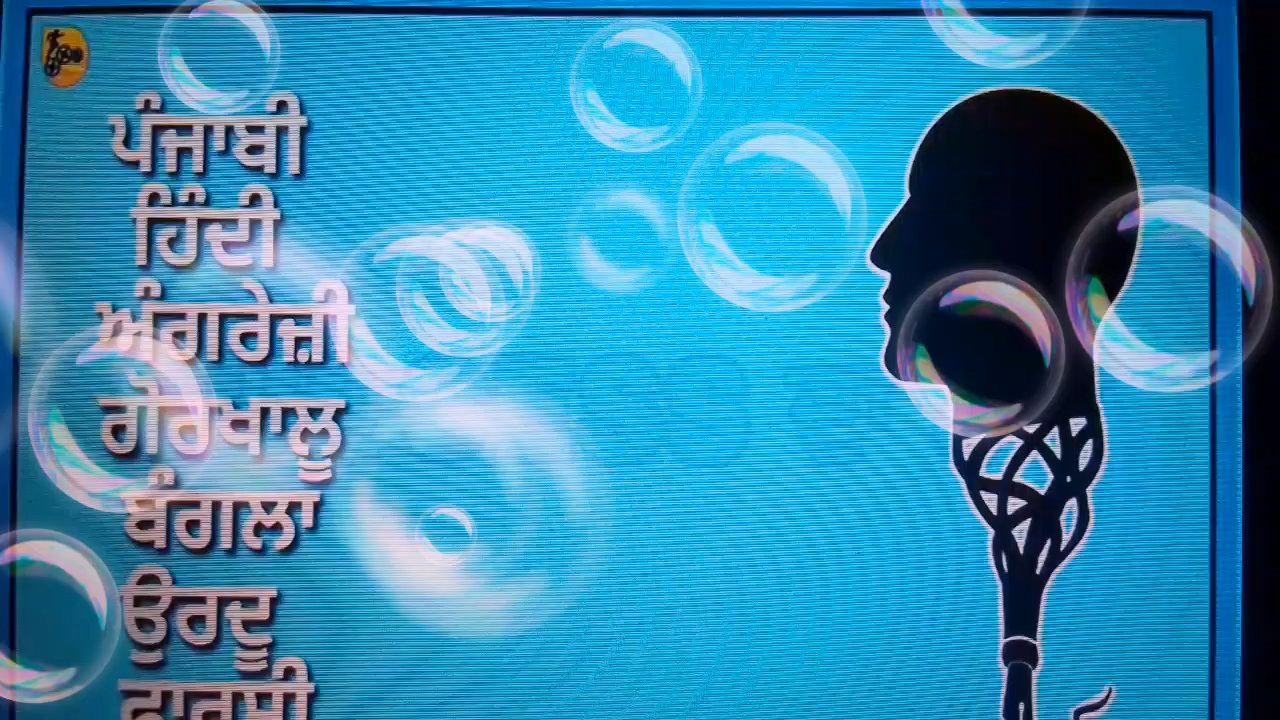 ਪੰਜਾਬੀ
ਹਿੰਦੀ
ਅੰਗਰੇਜ਼ੀ
ਗੋਰਖਾਲੂ
ਬੰਗਲਾ
ਉਰਦੂ